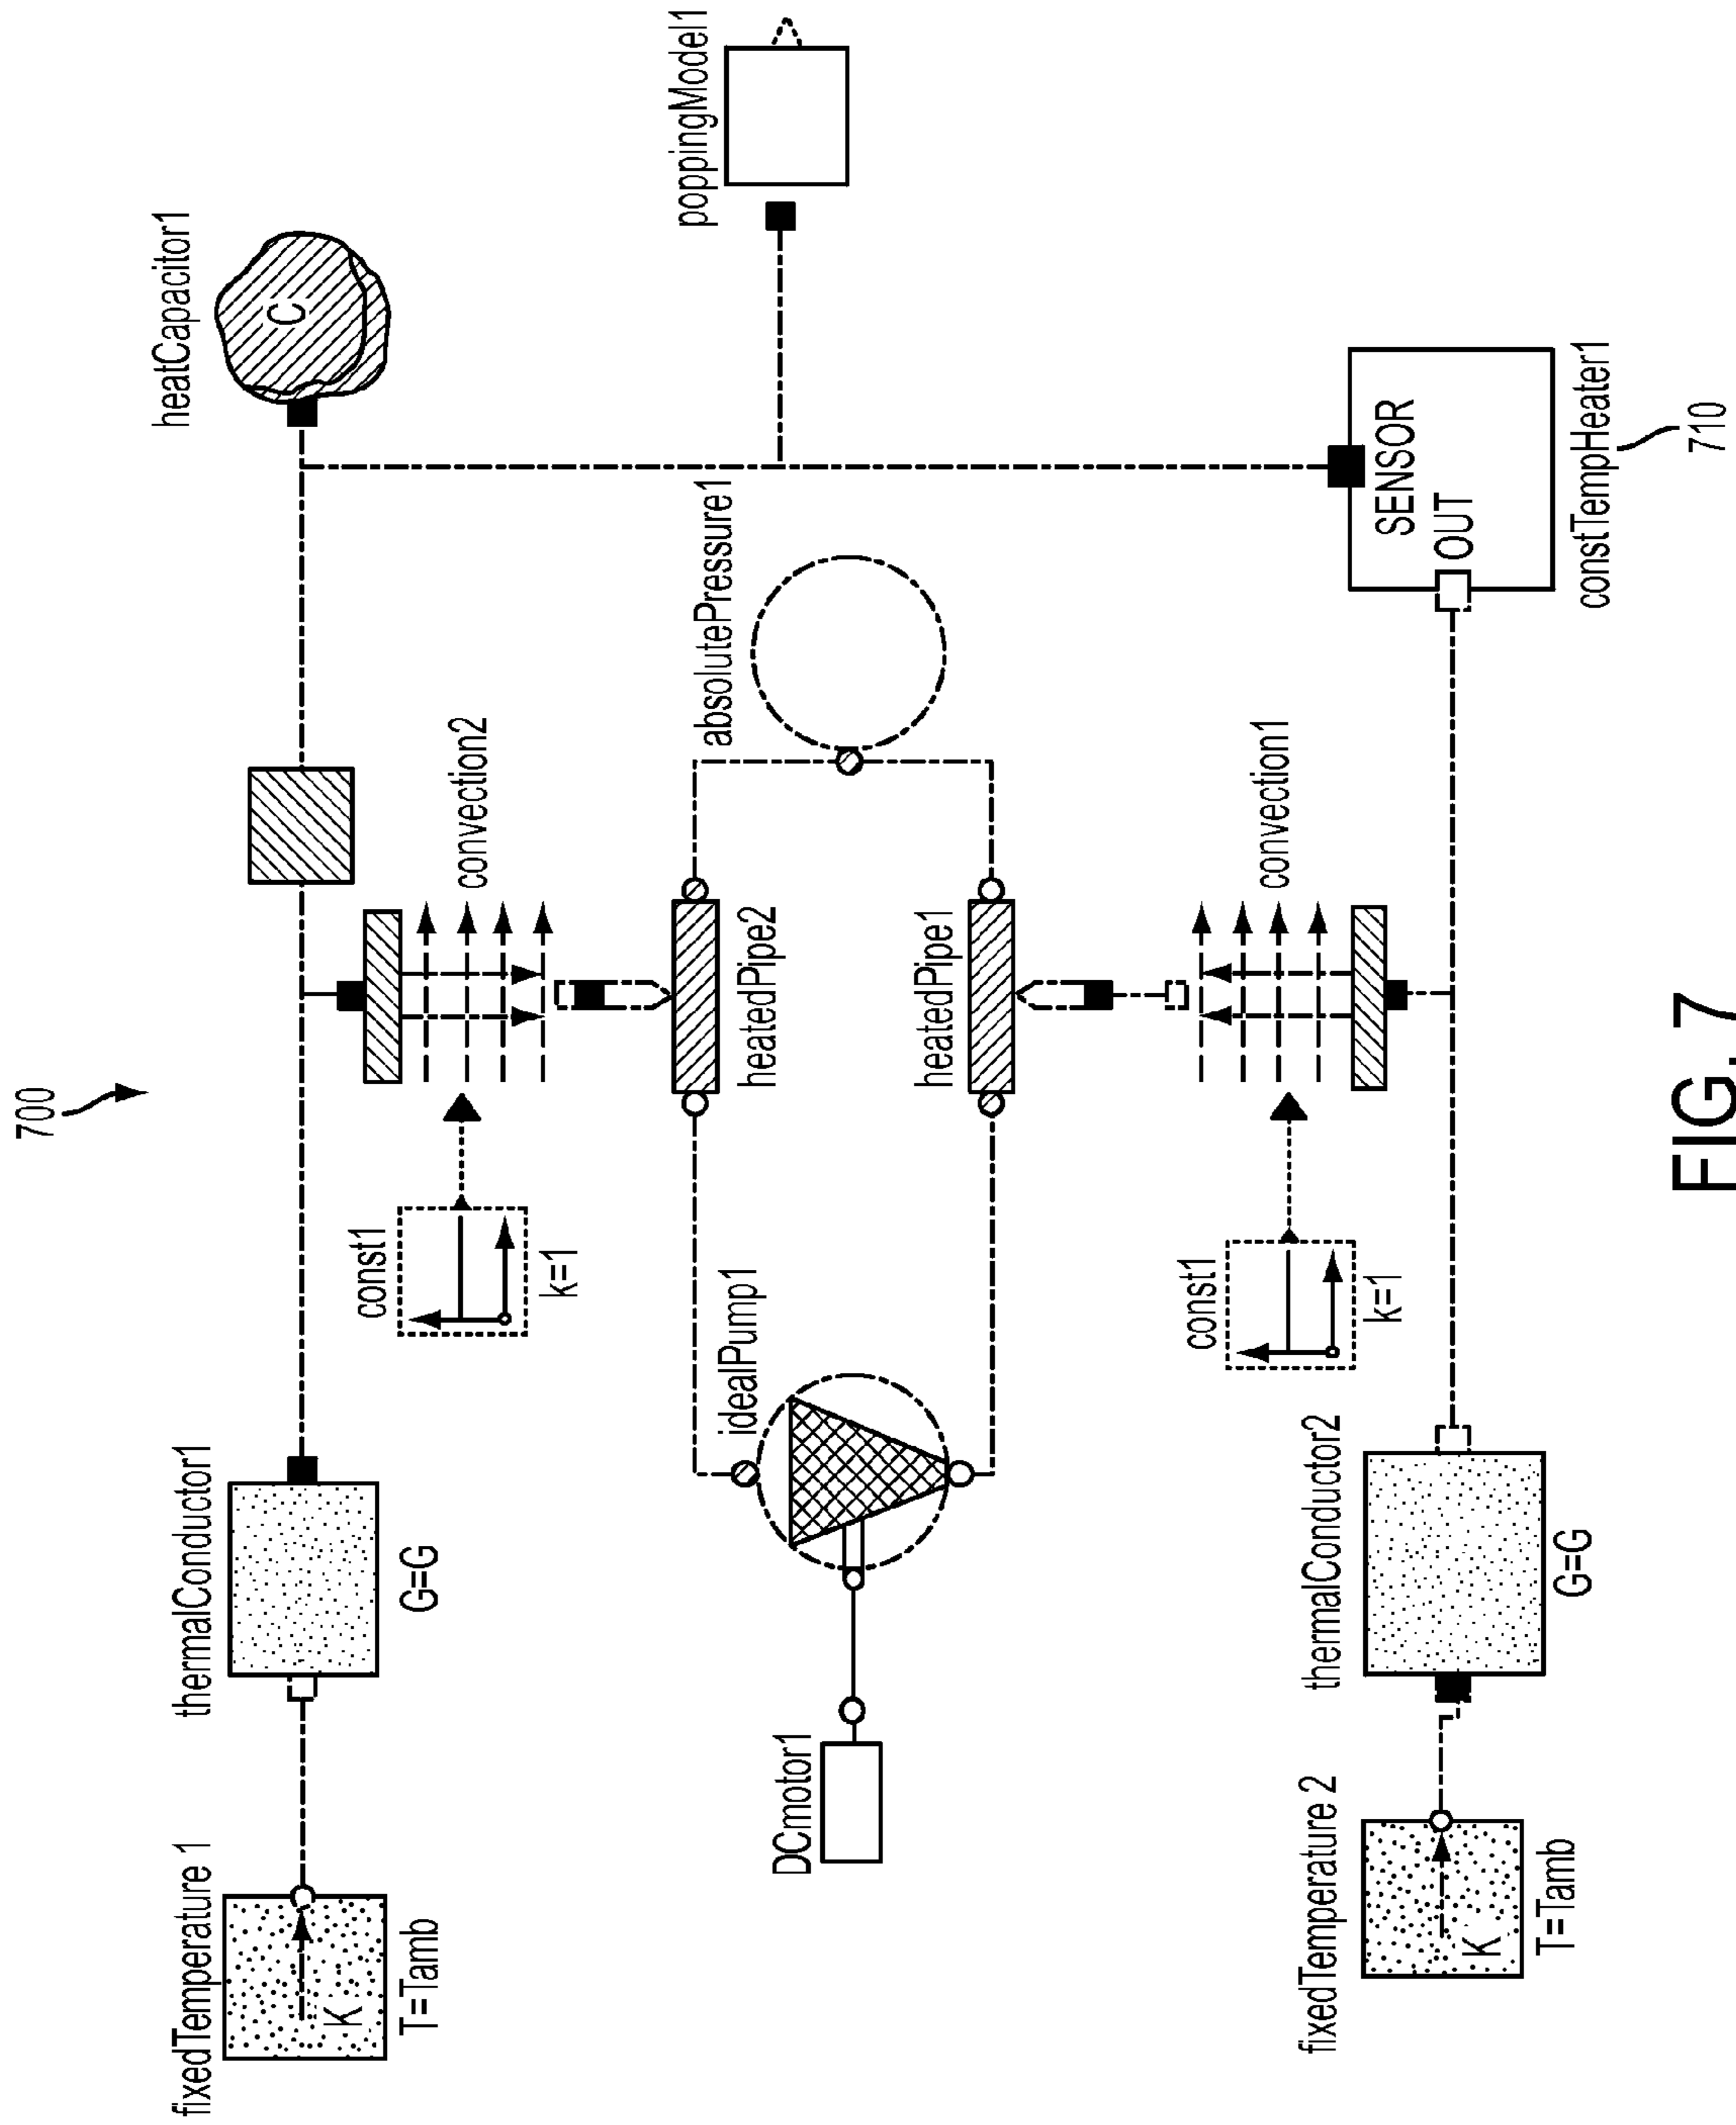 700
fixedTemperature 1
K
T=Tamb
thermalConductor1
G=G
const1
k=1
convection2
heatCapacitor1
C
DCmotor1
idealPump1
heatedPipe2
heatedPipe1
absolutePressure1
poppingModel1
fixedTemperature 2
K
T=Tamb
thermalConductor2
G=G
const1
k=1
convection1
SENSOR
OUT
constTempHeater1
710
FIG. 7